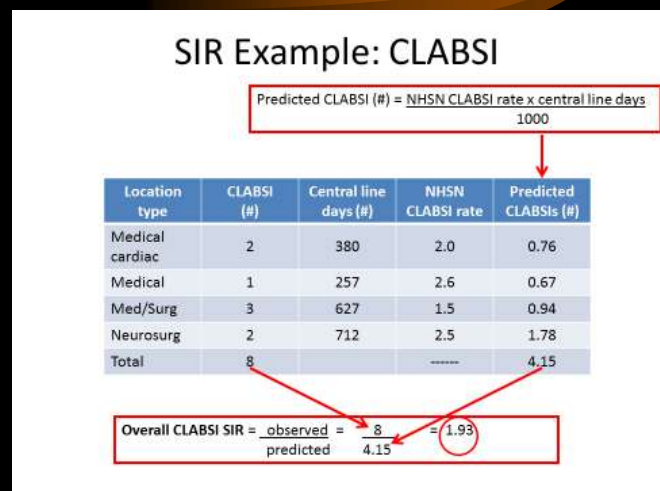 SIR Example: CLABSI
Predicted CLABSI (#) = NHSN CLABSI rate x central line days
1000
Location type CLABSI (#) Central line days (#) NHSN CLABSI rate Predicted CLABSIs (#)
Medical cardiac 2 380 2.0 0.76
Medical 1 257 2.6 0.67
Med/Surg 3 627 1.5 0.94
Neurosurg 2 712 2.5 1.78
Total 8 ------ 4.15
Overall CLABSI SIR = observed = 8 = 1.93
predicted 4.15